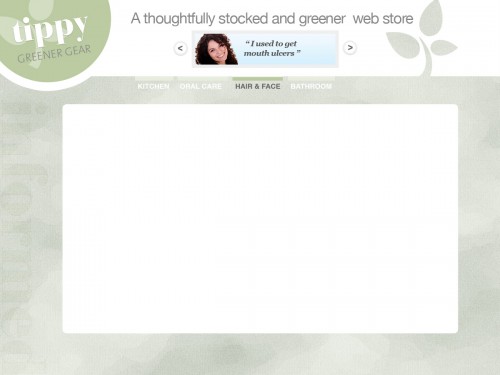 tippy
GREENER GEAR
A thoughtfully stocked and greener web store
<
“ I used to get
mouth ulcers ”
>
KITCHEN
ORAL CARE
HAIR & FACE
BATHROOM
informed